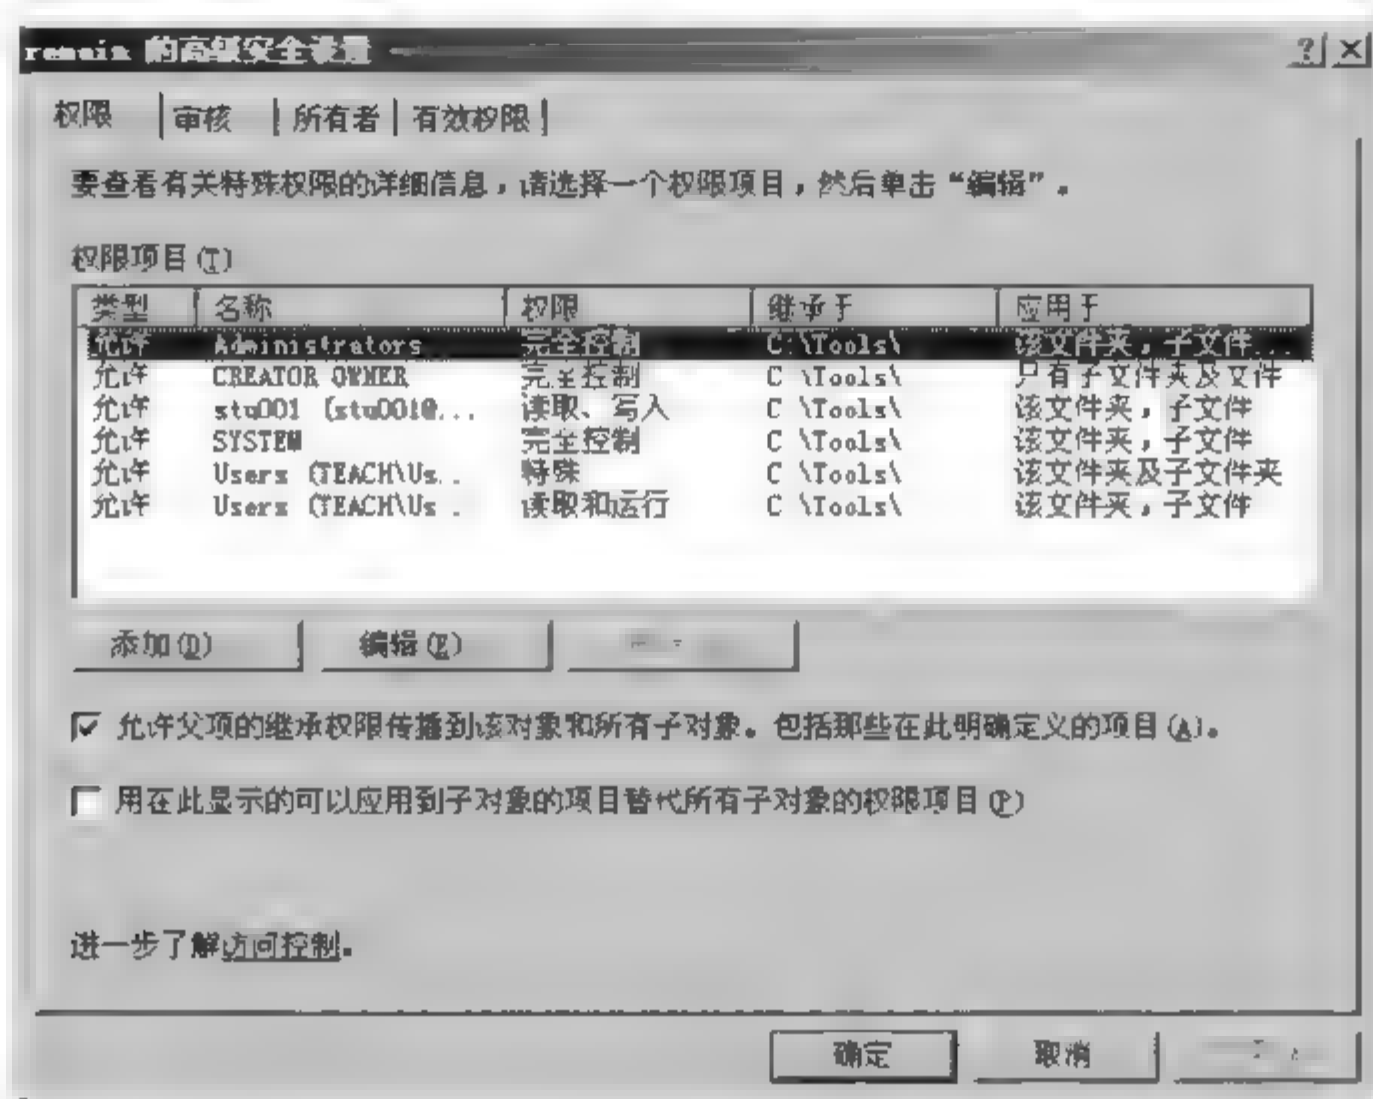 的高级安全设置
权限 审核 所有者 有效权限
要查看有关特殊权限的详细信息，请选择一个权限项目，然后单击“编辑”。
权限项目(T)
类型 名称 权限 继承于 应用于
允许 Administrators 完全控制 C:\Tools\ 该文件夹，子文件...
允许 CREATOR OWNER 完全控制 C \Tools\ 只有子文件夹及文件
允许 stu001 (stu001@... 读取、写入 C \Tools\ 该文件夹，子文件
允许 SYSTEM 完全控制 C \Tools\ 该文件夹，子文件
允许 Users (TEACH\Us.. 特殊 C \Tools\ 该文件夹及子文件夹
允许 Users (TEACH\Us . 读取和运行 C \Tools\ 该文件夹，子文件
添加(D) 编辑(E)
允许父项的继承权限传播到该对象和所有子对象。包括那些在此明确定义的项目(A)。
用在此显示的可以应用到子对象的项目替代所有子对象的权限项目(P)
进一步了解访问控制。
确定 取消